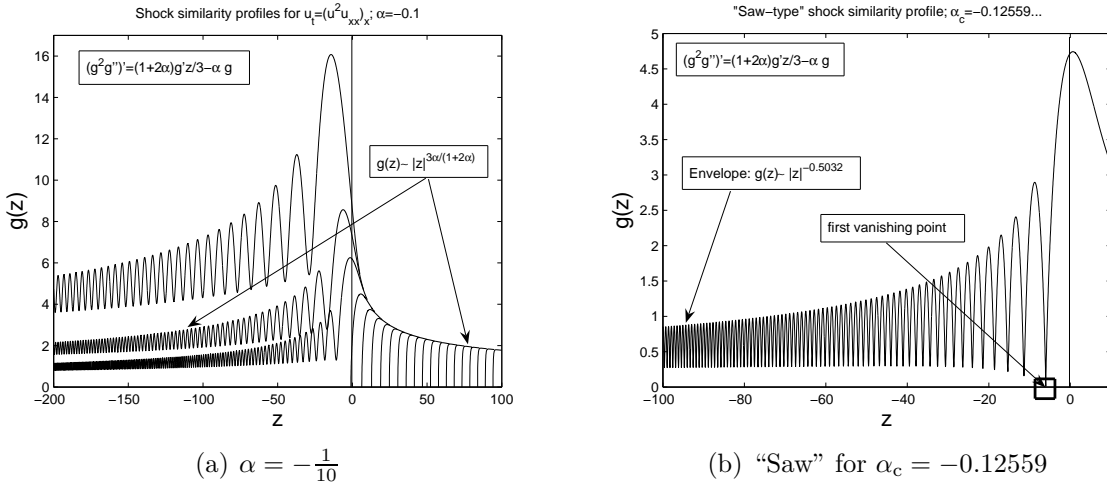 Shock similarity profiles for u_t=(u^2u_xx)_x; α=−0.1
(g^2g'')'=(1+2α)g'z/3−α g
g(z)~ |z|^{3α/(1+2α)}
g(z)
16
14
12
10
8
6
4
2
0
−200 −150 −100 −50 0 50 100
z
(a) α = −1/10
"Saw−type" shock similarity profile; α_c=−0.12559...
(g^2g'')'=(1+2α)g'z/3−α g
Envelope: g(z)~ |z|^{−0.5032}
first vanishing point
g(z)
5
4.5
4
3.5
3
2.5
2
1.5
1
0.5
0
−100 −80 −60 −40 −20 0
z
(b) “Saw” for α_c = −0.12559